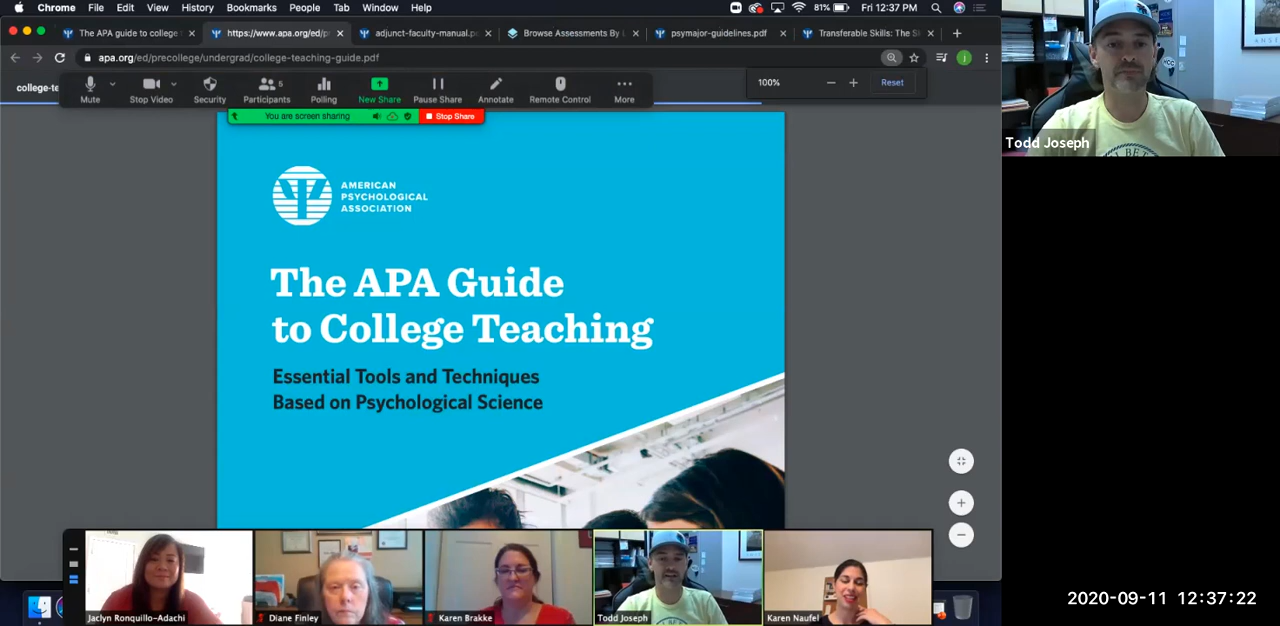 Chrome File Edit View History Bookmarks People Tab Window Help
81% Fri 12:37 PM
The APA guide to college
https://www.apa.org/ed/pr
adjunct-faculty-manual.p
Browse Assessments By
psymajor-guidelines.pdf
Transferable Skills: The S
apa.org/ed/precollege/undergrad/college-teaching-guide.pdf
college-te
Mute
Stop Video
Security
Participants 5
Polling
New Share
Pause Share
Annotate
Remote Control
More
100%
Reset
You are screen sharing
Stop Share
AMERICAN
PSYCHOLOGICAL
ASSOCIATION
The APA Guide
to College Teaching
Essential Tools and Techniques
Based on Psychological Science
Todd Joseph
Jaclyn Ronquillo-Adachi
Diane Finley
Karen Brakke
Todd Joseph
Karen Naufel
2020-09-11 12:37:22